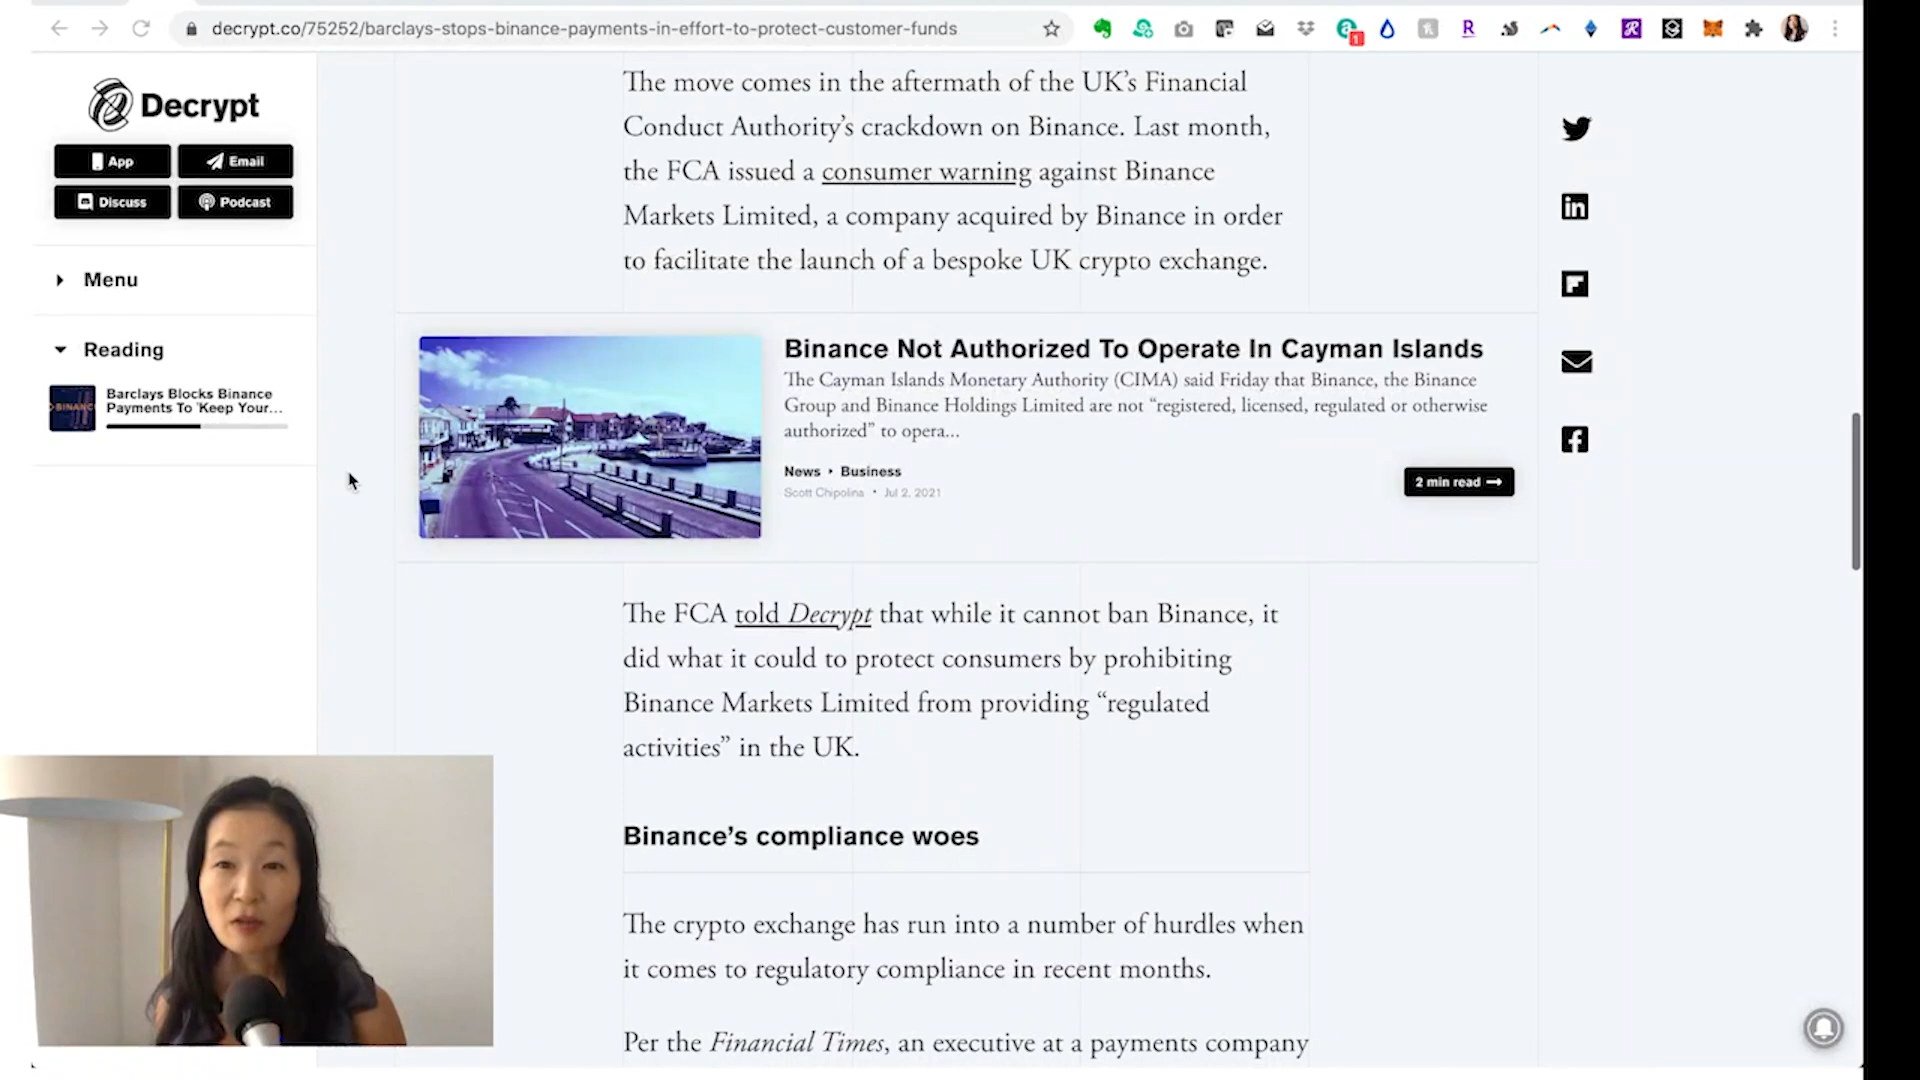 decrypt.co/75252/barclays-stops-binance-payments-in-effort-to-protect-customer-funds
1
Decrypt
App
Email
Discuss
Podcast
Menu
Reading
BINANC
Barclays Blocks Binance
Payments To 'Keep Your...
The move comes in the aftermath of the UK’s Financial
Conduct Authority’s crackdown on Binance. Last month,
the FCA issued a consumer warning against Binance
Markets Limited, a company acquired by Binance in order
to facilitate the launch of a bespoke UK crypto exchange.
Binance Not Authorized To Operate In Cayman Islands
The Cayman Islands Monetary Authority (CIMA) said Friday that Binance, the Binance
Group and Binance Holdings Limited are not “registered, licensed, regulated or otherwise
authorized” to opera...
News • Business
Scott Chipolina • Jul 2, 2021
2 min read →
The FCA told Decrypt that while it cannot ban Binance, it
did what it could to protect consumers by prohibiting
Binance Markets Limited from providing “regulated
activities” in the UK.
Binance’s compliance woes
The crypto exchange has run into a number of hurdles when
it comes to regulatory compliance in recent months.
Per the Financial Times, an executive at a payments company